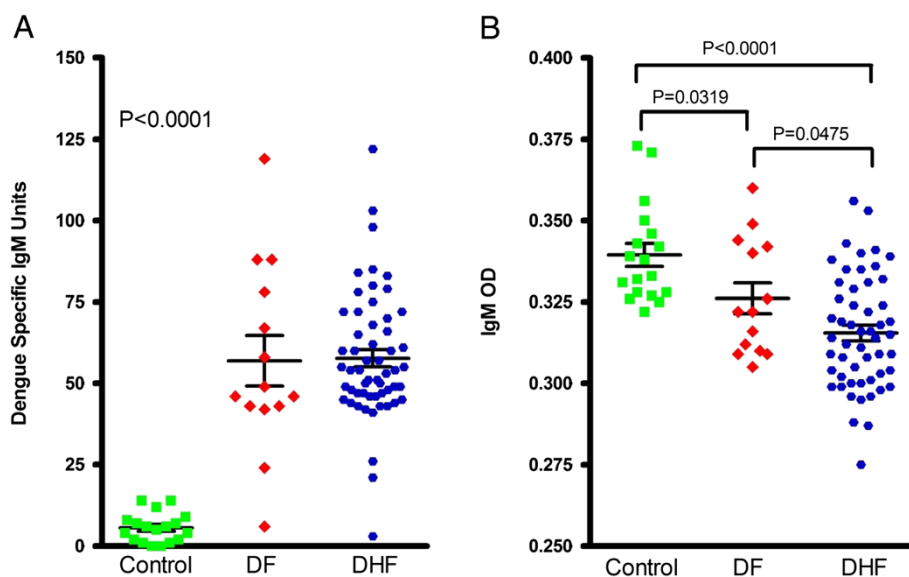 A
Dengue Specific IgM Units
150
125
100
75
50
25
0
P<0.0001
Control
DF
DHF
B
IgM OD
0.400
0.375
0.350
0.325
0.300
0.275
0.250
P<0.0001
P=0.0319
P=0.0475
Control
DF
DHF